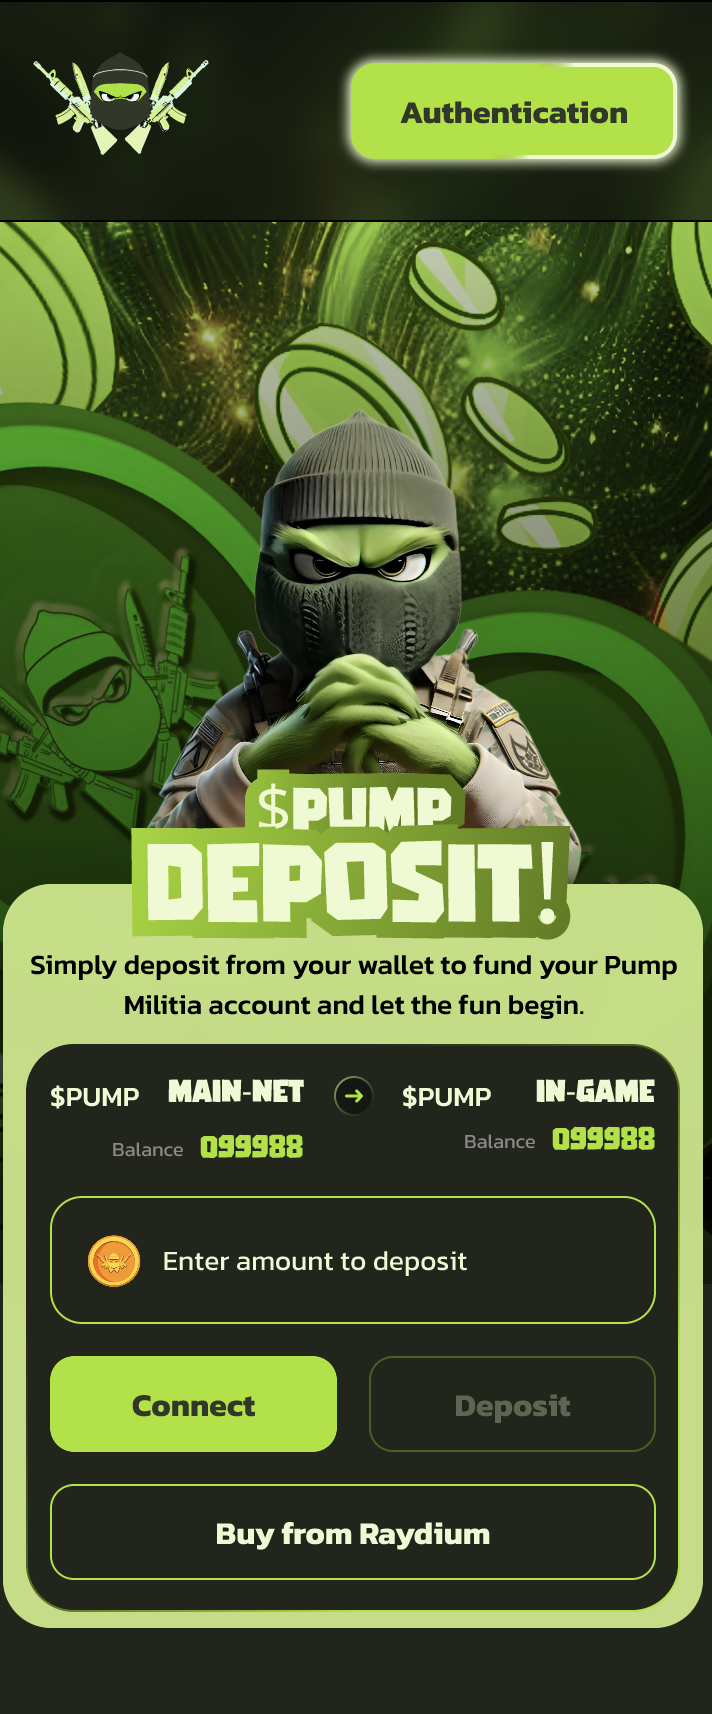 Authentication
$PUMP
DEPOSIT!
Simply deposit from your wallet to fund your Pump
Militia account and let the fun begin.
$PUMP MAIN-NET
Balance 099988
$PUMP IN-GAME
Balance 099988
Enter amount to deposit
Connect
Deposit
Buy from Raydium